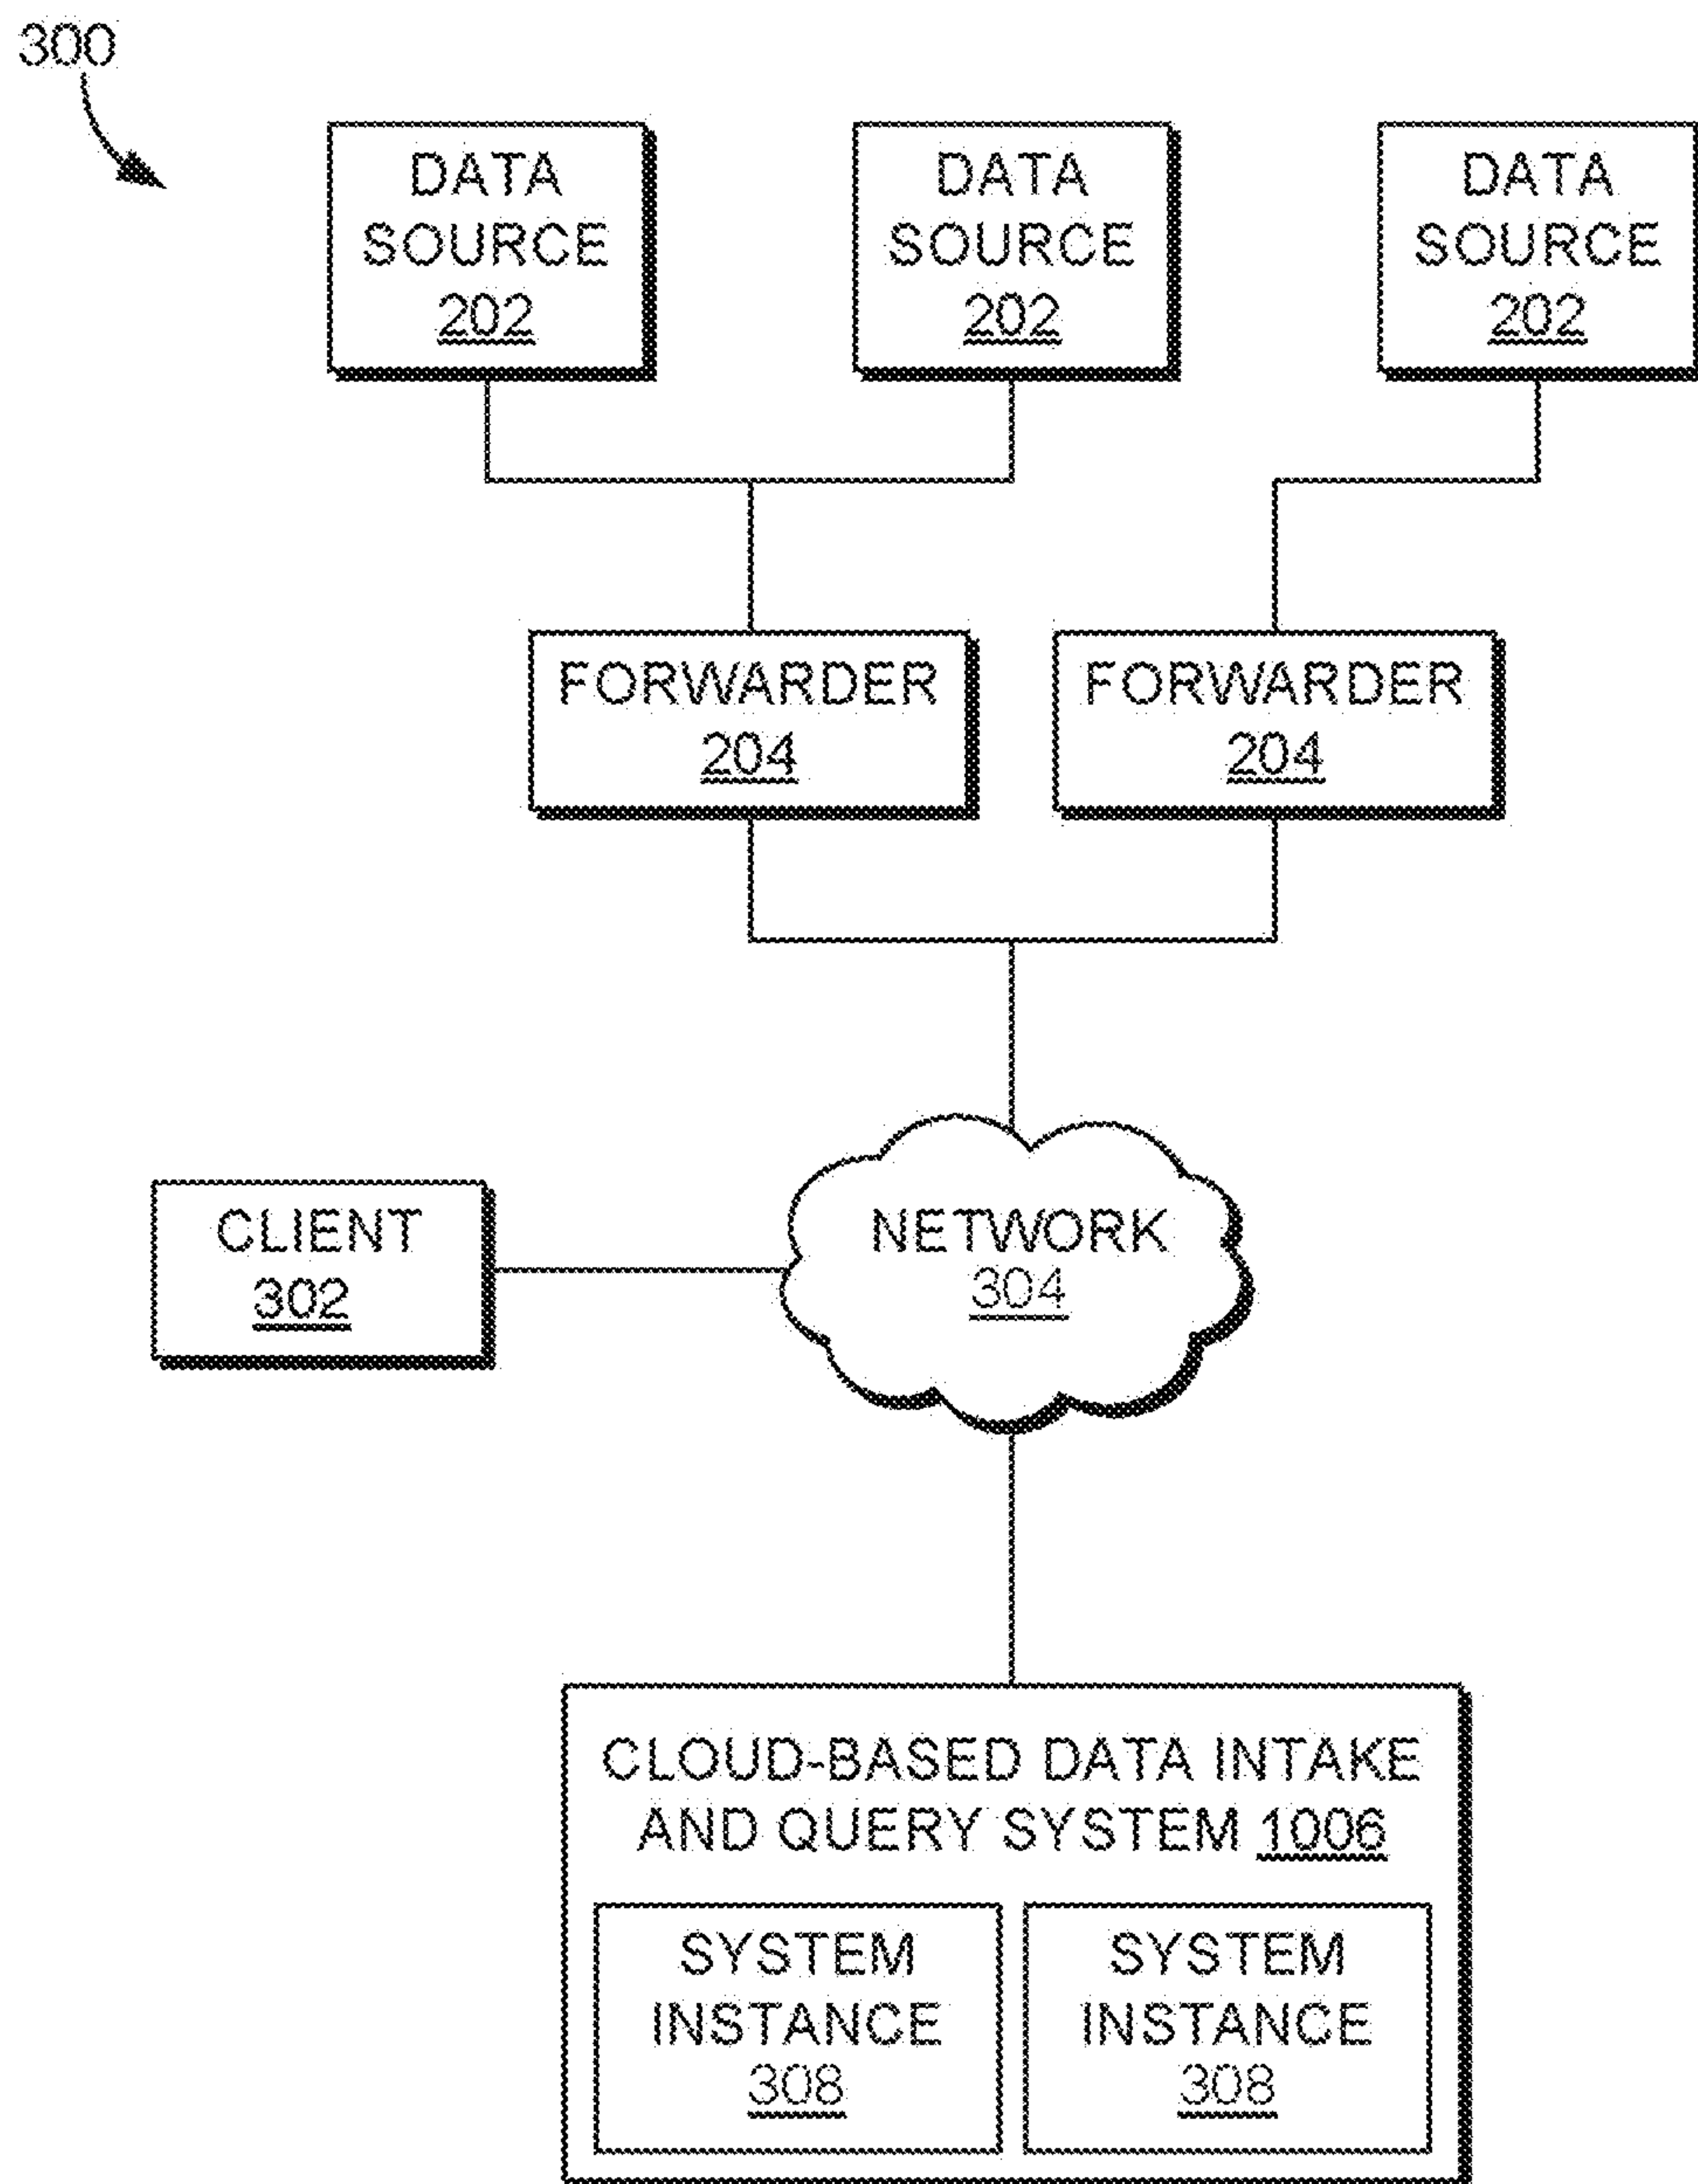 300
DATA
SOURCE
202
DATA
SOURCE
202
DATA
SOURCE
202
FORWARDER
204
FORWARDER
204
CLIENT
302
NETWORK
304
CLOUD-BASED DATA INTAKE
AND QUERY SYSTEM 1006
SYSTEM
INSTANCE
308
SYSTEM
INSTANCE
308